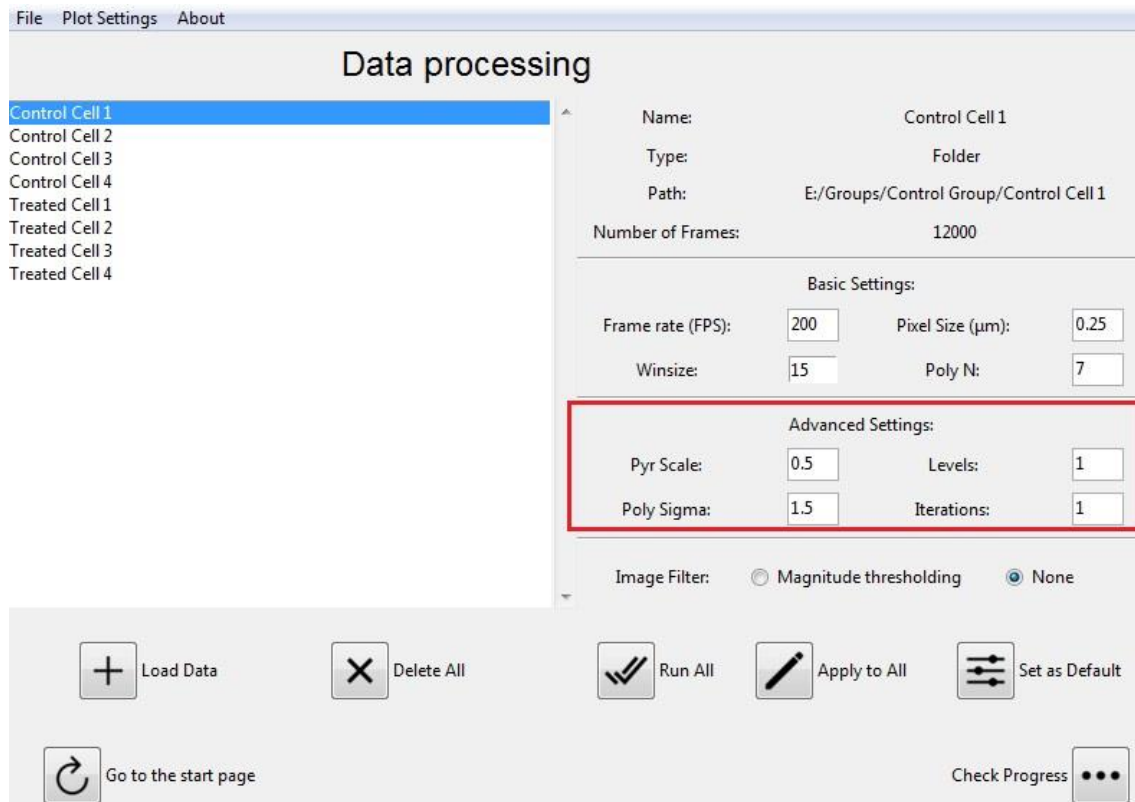 File Plot Settings About
Data processing
Control Cell 1
Control Cell 2
Control Cell 3
Control Cell 4
Treated Cell 1
Treated Cell 2
Treated Cell 3
Treated Cell 4
Name: Control Cell 1
Type: Folder
Path: E:/Groups/Control Group/Control Cell 1
Number of Frames: 12000
Basic Settings:
Frame rate (FPS): 200 Pixel Size (µm): 0.25
Winsize: 15 Poly N: 7
Advanced Settings:
Pyr Scale: 0.5 Levels: 1
Poly Sigma: 1.5 Iterations: 1
Image Filter: Magnitude thresholding None
Load Data Delete All Run All Apply to All Set as Default
Go to the start page Check Progress